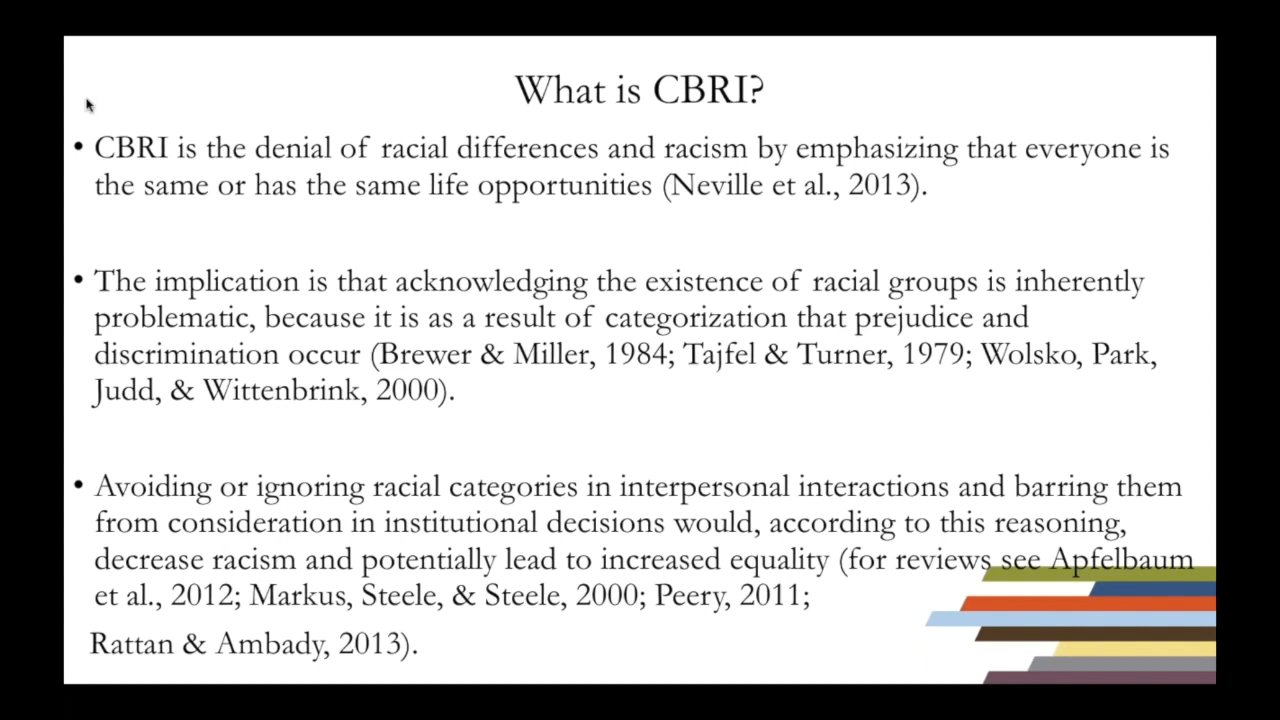 What is CBRI?
• CBRI is the denial of racial differences and racism by emphasizing that everyone is
the same or has the same life opportunities (Neville et al., 2013).
• The implication is that acknowledging the existence of racial groups is inherently
problematic, because it is as a result of categorization that prejudice and
discrimination occur (Brewer & Miller, 1984; Tajfel & Turner, 1979; Wolsko, Park,
Judd, & Wittenbrink, 2000).
• Avoiding or ignoring racial categories in interpersonal interactions and barring them
from consideration in institutional decisions would, according to this reasoning,
decrease racism and potentially lead to increased equality (for reviews see Apfelbaum
et al., 2012; Markus, Steele, & Steele, 2000; Peery, 2011;
Rattan & Ambady, 2013).